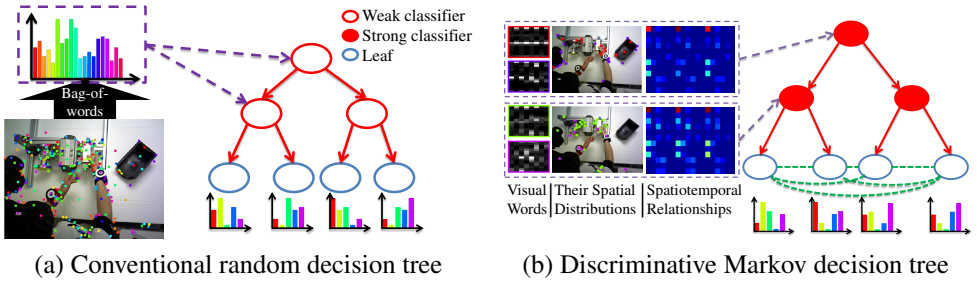 Weak classifier
Strong classifier
Leaf
Bag-of-
words
(a) Conventional random decision tree
Visual
Words
Their Spatial
Distributions
Spatiotemporal
Relationships
(b) Discriminative Markov decision tree